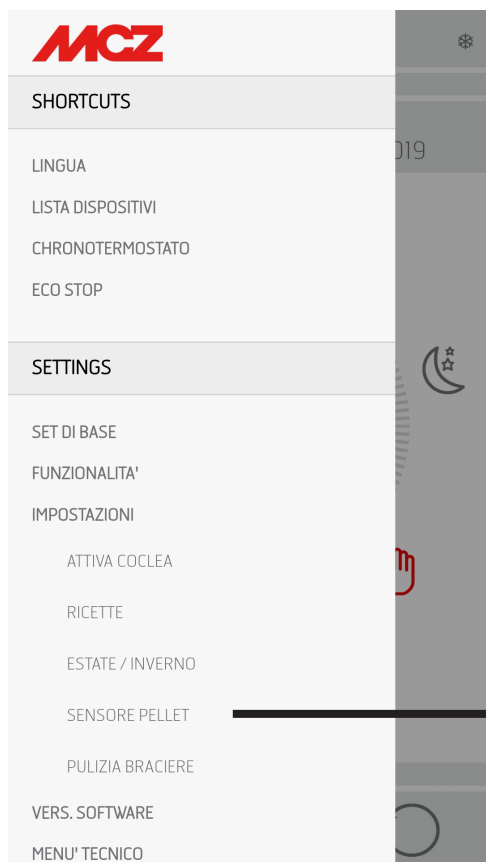 MCZ
SHORTCUTS
019
LINGUA
LISTA DISPOSITIVI
CHRONOTERMOSTATO
ECO STOP
SETTINGS
SET DI BASE
FUNZIONALITA'
IMPOSTAZIONI
ATTIVA COCLEA
RICETTE
ESTATE / INVERNO
SENSORE PELLET
PULIZIA BRACIERE
VERS. SOFTWARE
MENU' TECNICO